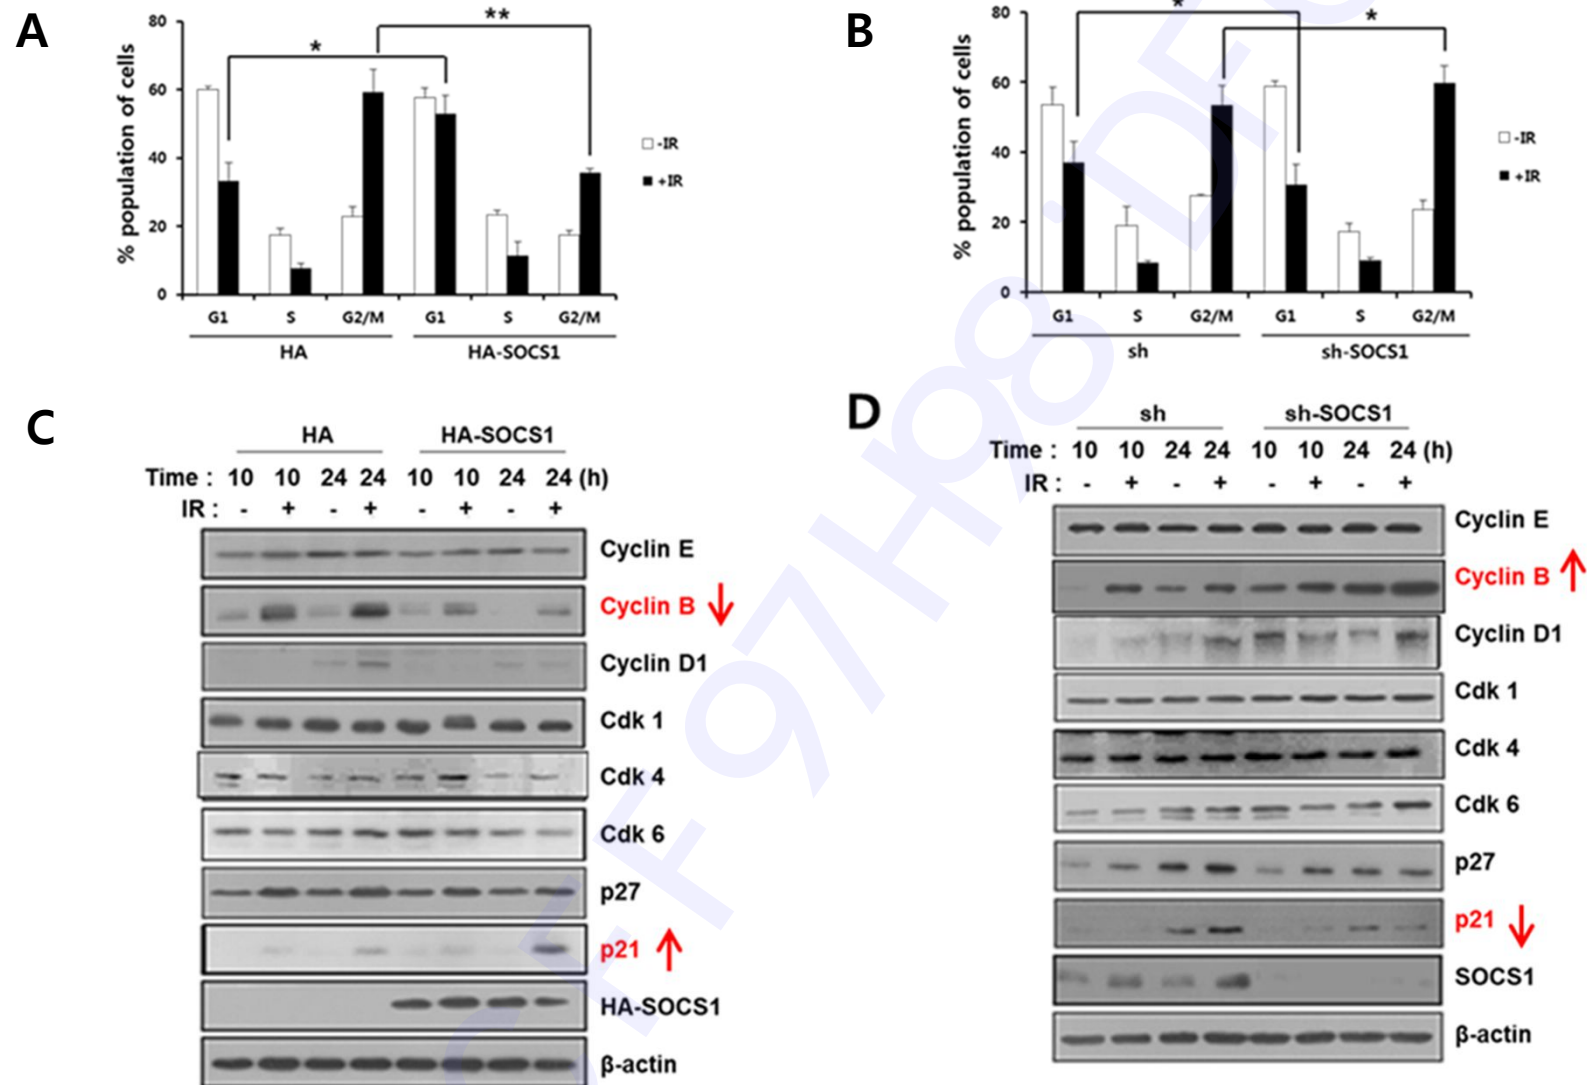 A
80
60
40
20
0
% population of cells
*
**
-IR
+IR
G1 S G2/M G1 S G2/M
HA HA-SOCS1
B
80
60
40
20
0
% population of cells
*
*
-IR
+IR
G1 S G2/M G1 S G2/M
sh sh-SOCS1
C
HA HA-SOCS1
Time : 10 10 24 24 10 10 24 24 (h)
IR : - + - + - + - +
Cyclin E
Cyclin B
Cyclin D1
Cdk 1
Cdk 4
Cdk 6
p27
p21
HA-SOCS1
β-actin
D
sh sh-SOCS1
Time : 10 10 24 24 10 10 24 24 (h)
IR : - + - + - + - +
Cyclin E
Cyclin B
Cyclin D1
Cdk 1
Cdk 4
Cdk 6
p27
p21
SOCS1
β-actin